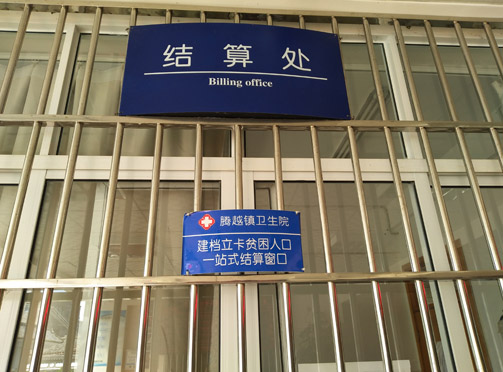 结算处
Billing office
腾越镇卫生院
建档立卡贫困人口
一站式结算窗口